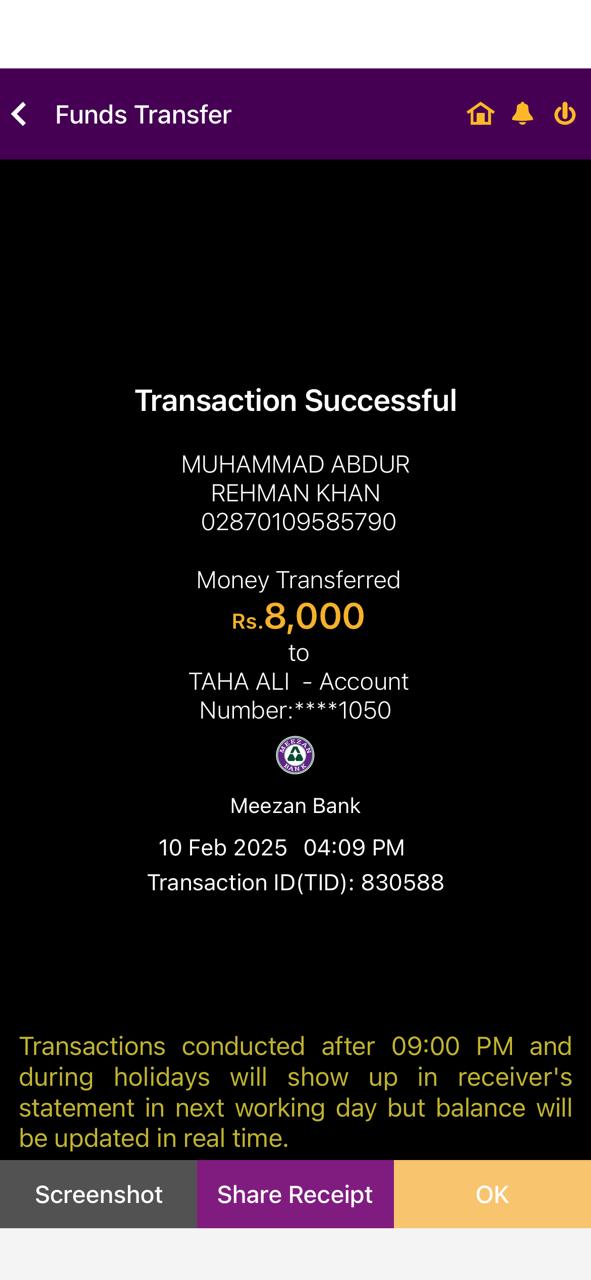 Funds Transfer
Transaction Successful
MUHAMMAD ABDUR
REHMAN KHAN
02870109585790
Money Transferred
Rs.8,000
to
TAHA ALI - Account
Number:****1050
MEEZAN BANK
Meezan Bank
10 Feb 2025 04:09 PM
Transaction ID(TID): 830588
Transactions conducted after 09:00 PM and
during holidays will show up in receiver's
statement in next working day but balance will
be updated in real time.
Screenshot Share Receipt OK